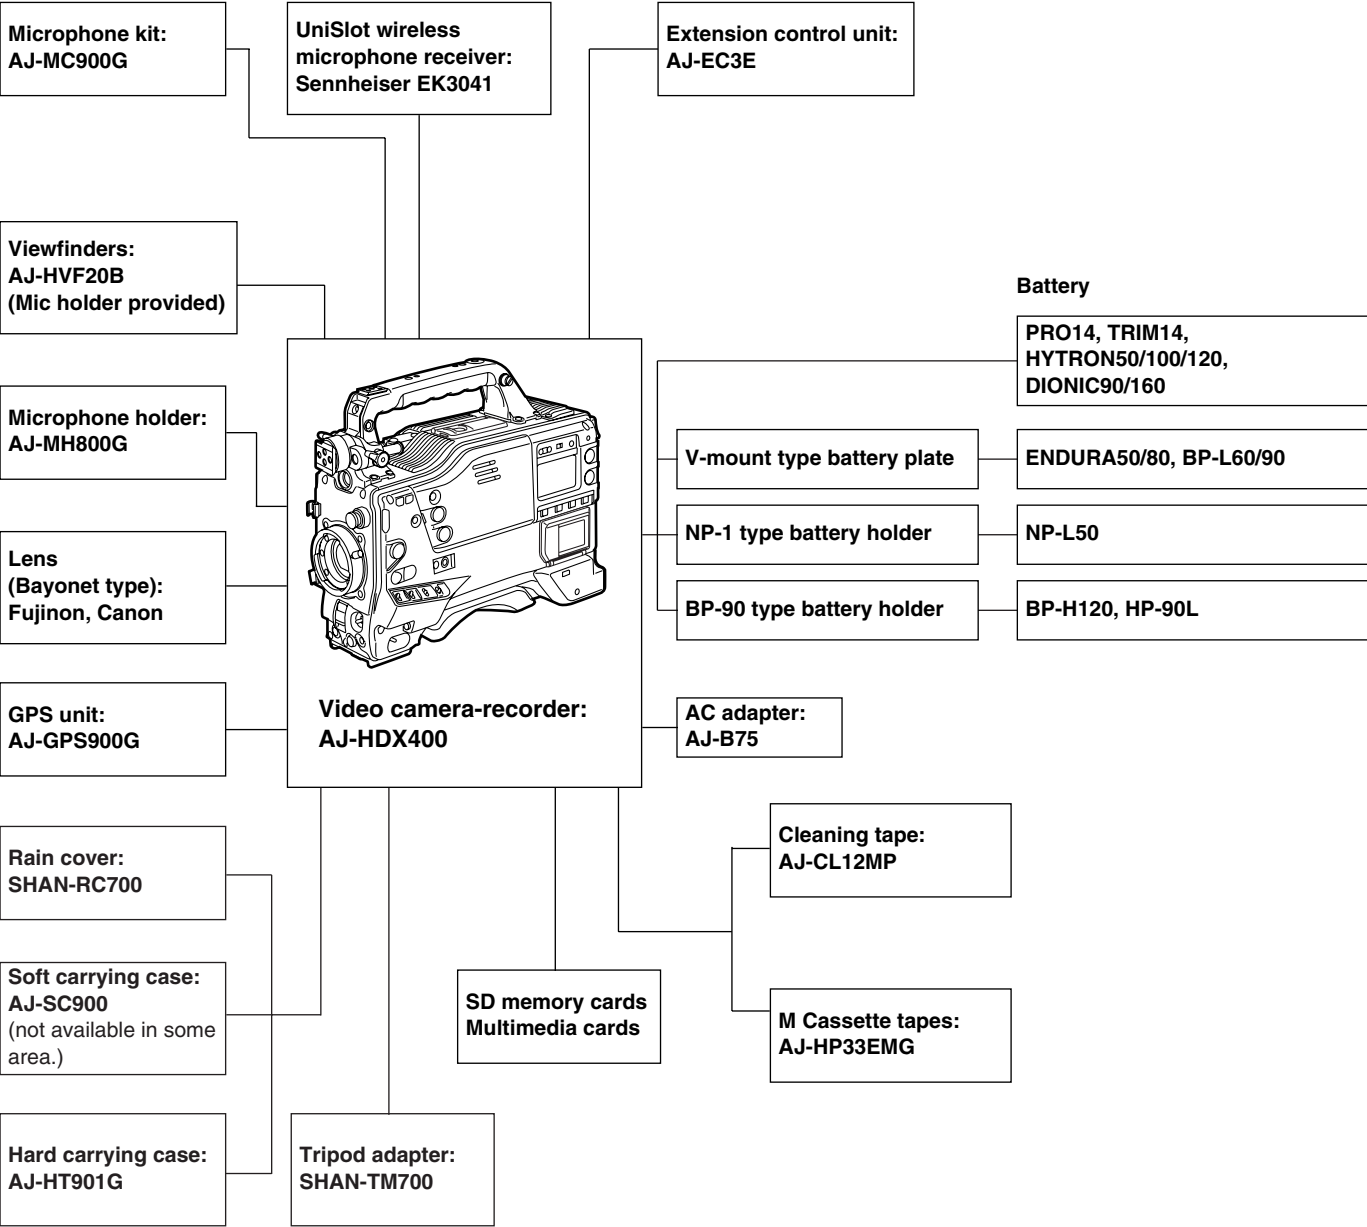 Microphone kit:
AJ-MC900G
UniSlot wireless
microphone receiver:
Sennheiser EK3041
Extension control unit:
AJ-EC3E
Viewfinders:
AJ-HVF20B
(Mic holder provided)
Battery
PRO14, TRIM14,
HYTRON50/100/120,
DIONIC90/160
Microphone holder:
AJ-MH800G
V-mount type battery plate
ENDURA50/80, BP-L60/90
NP-1 type battery holder
NP-L50
Lens
(Bayonet type):
Fujinon, Canon
BP-90 type battery holder
BP-H120, HP-90L
GPS unit:
AJ-GPS900G
Video camera-recorder:
AJ-HDX400
AC adapter:
AJ-B75
Rain cover:
SHAN-RC700
Cleaning tape:
AJ-CL12MP
Soft carrying case:
AJ-SC900
(not available in some
area.)
SD memory cards
Multimedia cards
M Cassette tapes:
AJ-HP33EMG
Hard carrying case:
AJ-HT901G
Tripod adapter:
SHAN-TM700